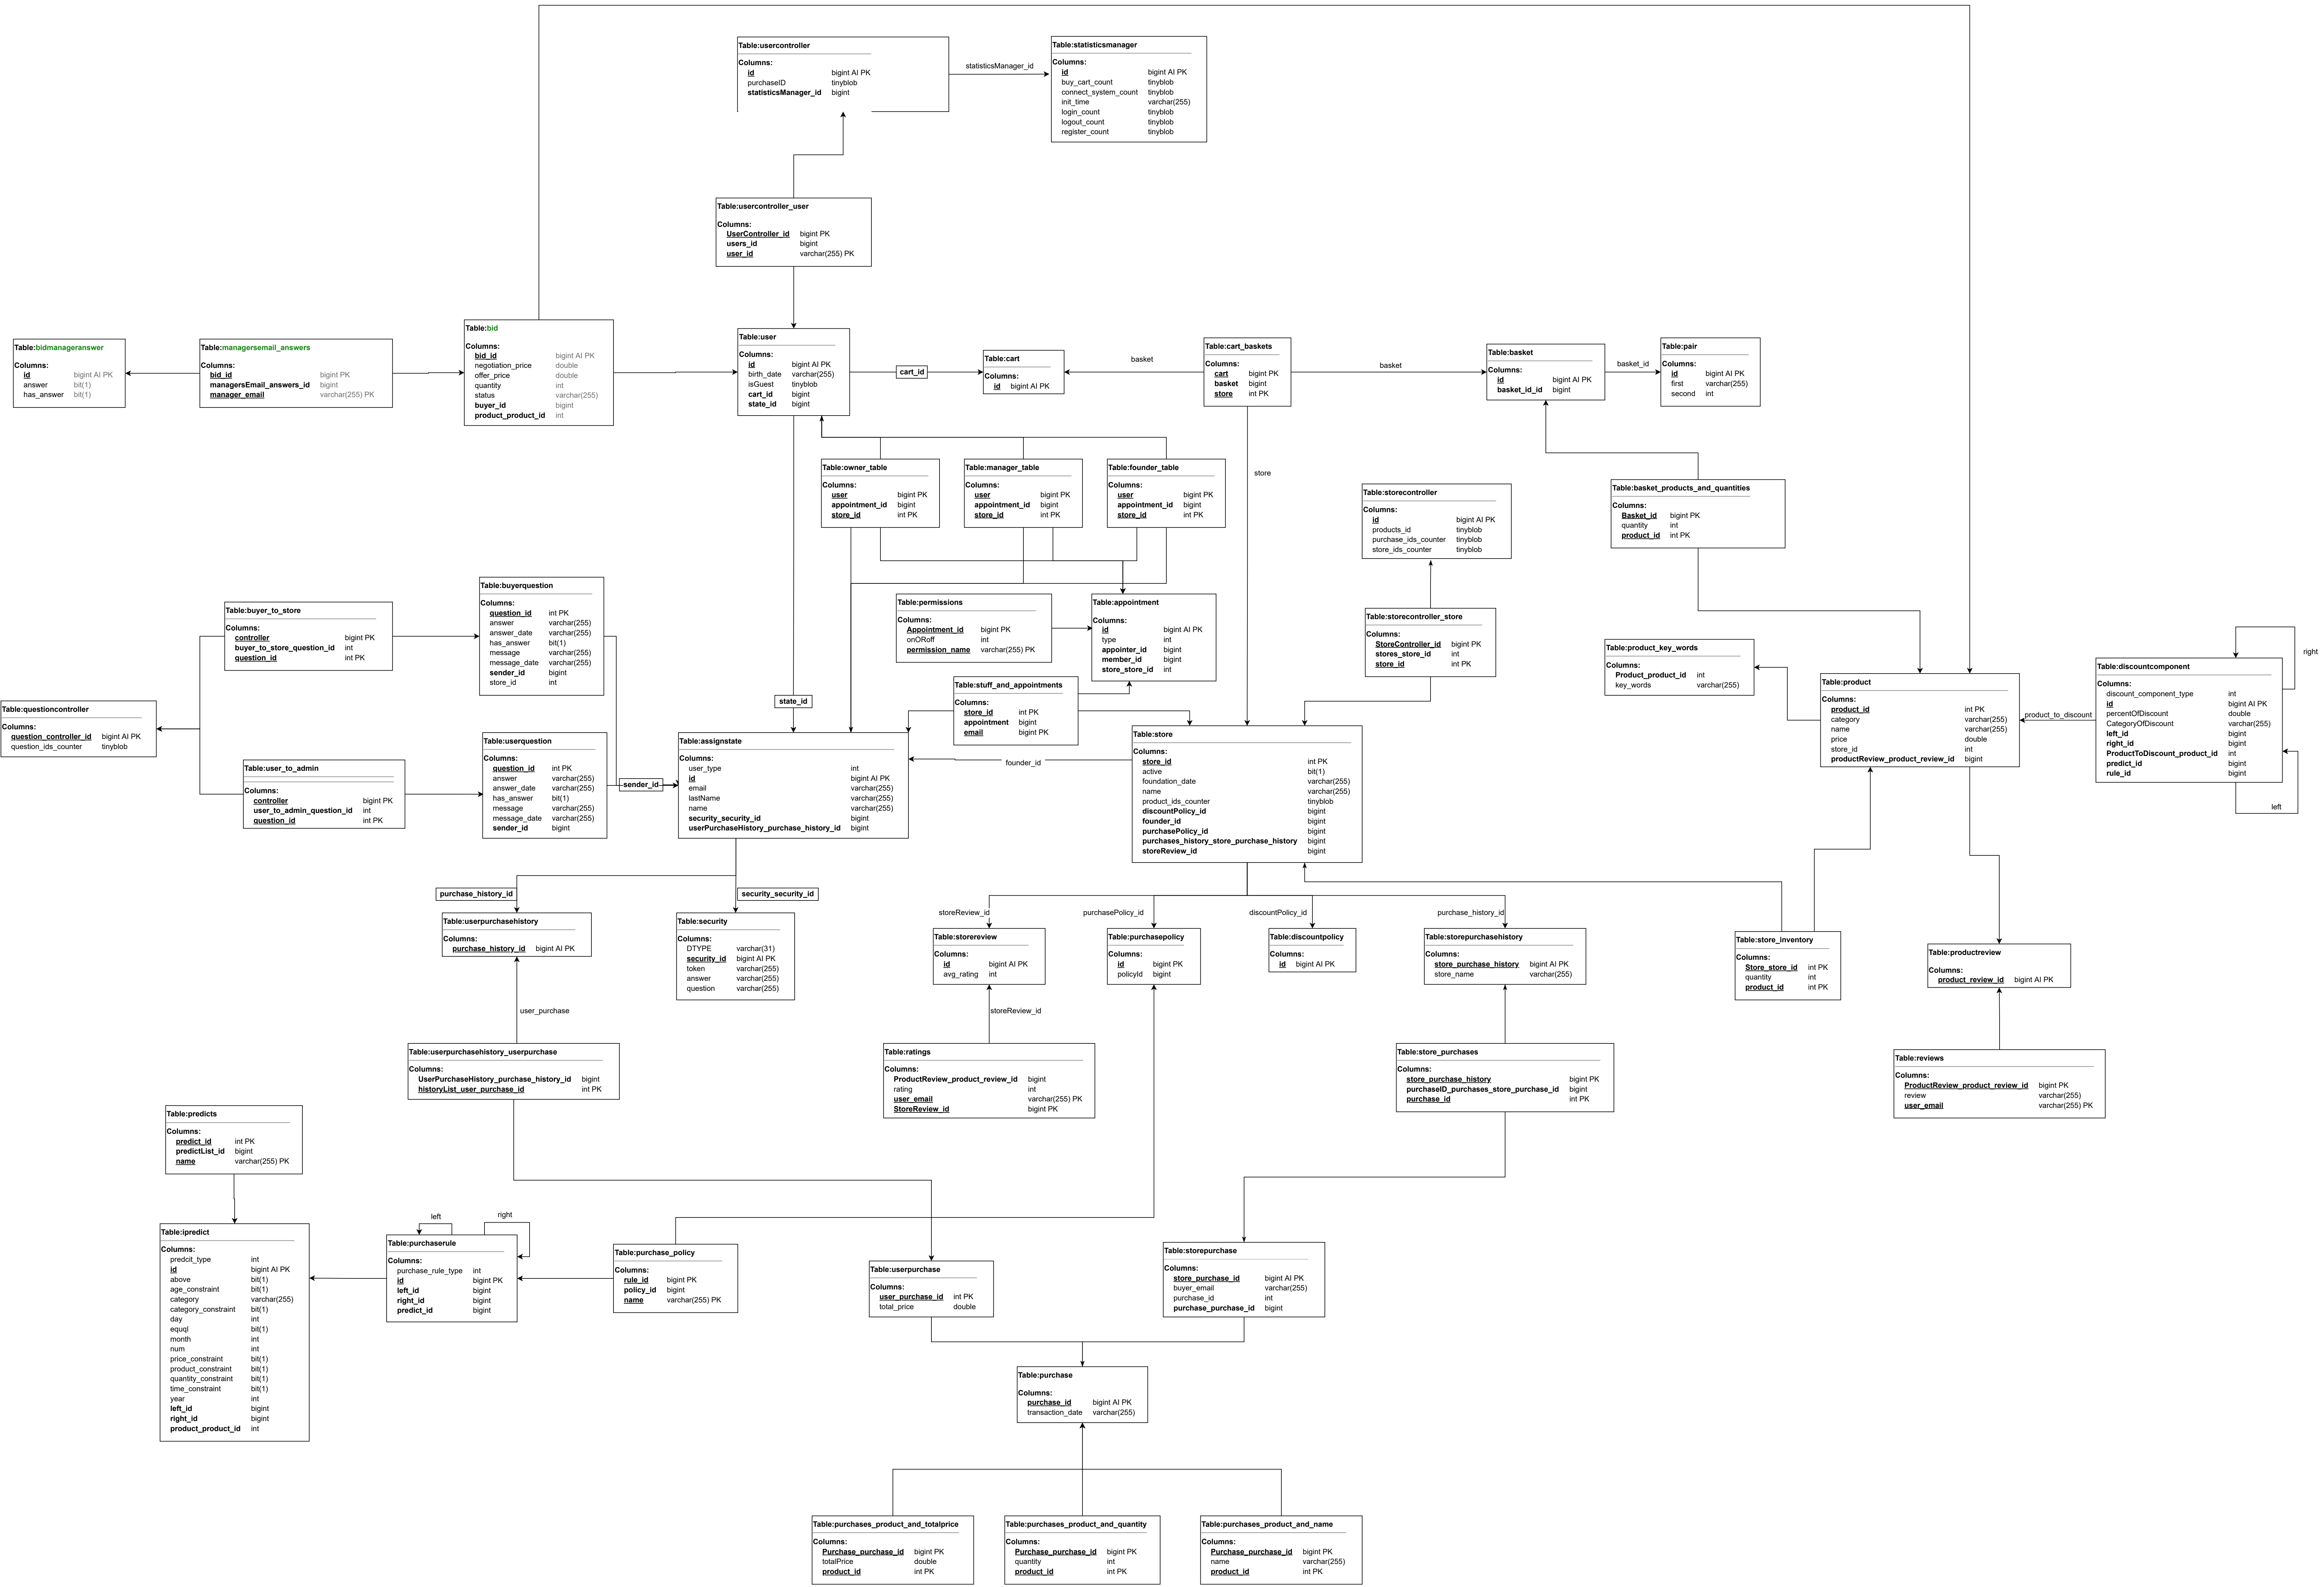 Table:usercontroller
Columns:
id bigint AI PK
purchaseID tinyblob
statisticsManager_id bigint
statisticsManager_id
Table:statisticsmanager
Columns:
id bigint AI PK
buy_cart_count tinyblob
connect_system_count tinyblob
init_time varchar(255)
login_count tinyblob
logout_count tinyblob
register_count tinyblob
Table:usercontroller_user
Columns:
UserController_id bigint PK
users_id bigint
user_id varchar(255) PK
Table:bidmanageranswer
Columns:
id bigint AI PK
answer bit(1)
has_answer bit(1)
Table:managersemail_answers
Columns:
bid_id bigint PK
managersEmail_answers_id bigint
manager_email varchar(255) PK
Table:bid
Columns:
bid_id bigint AI PK
negotiation_price double
offer_price double
quantity int
status varchar(255)
buyer_id bigint
product_product_id int
Table:user
Columns:
id bigint AI PK
birth_date varchar(255)
isGuest tinyblob
cart_id bigint
state_id bigint
cart_id
Table:cart
Columns:
id bigint AI PK
basket
Table:cart_baskets
Columns:
cart bigint PK
basket bigint
store int PK
basket
Table:basket
Columns:
id bigint AI PK
basket_id_id bigint
basket_id
Table:pair
Columns:
id bigint AI PK
first varchar(255)
second int
Table:owner_table
Columns:
user bigint PK
appointment_id bigint
store_id int PK
Table:manager_table
Columns:
user bigint PK
appointment_id bigint
store_id int PK
Table:founder_table
Columns:
user bigint PK
appointment_id bigint
store_id int PK
store
Table:storecontroller
Columns:
id bigint AI PK
products_id tinyblob
purchase_ids_counter tinyblob
store_ids_counter tinyblob
Table:basket_products_and_quantities
Columns:
Basket_id bigint PK
quantity int
product_id int PK
Table:buyer_to_store
Columns:
controller bigint PK
buyer_to_store_question_id int
question_id int PK
Table:buyerquestion
Columns:
question_id int PK
answer varchar(255)
answer_date varchar(255)
has_answer bit(1)
message varchar(255)
message_date varchar(255)
sender_id bigint
store_id int
Table:permissions
Columns:
Appointment_id bigint PK
onORoff int
permission_name varchar(255) PK
Table:appointment
Columns:
id bigint AI PK
type int
appointer_id bigint
member_id bigint
store_store_id int
Table:storecontroller_store
Columns:
StoreController_id bigint PK
stores_store_id int
store_id int PK
Table:product_key_words
Columns:
Product_product_id int
key_words varchar(255)
Table:product
Columns:
product_id int PK
category varchar(255)
name varchar(255)
price double
store_id int
productReview_product_review_id bigint
product_to_discount
Table:discountcomponent
Columns:
discount_component_type int
id bigint AI PK
percentOfDiscount double
CategoryOfDiscount varchar(255)
left_id bigint
right_id bigint
ProductToDiscount_product_id int
predict_id bigint
rule_id bigint
right
left
Table:questioncontroller
Columns:
question_controller_id bigint AI PK
question_ids_counter tinyblob
Table:user_to_admin
Columns:
controller bigint PK
user_to_admin_question_id int
question_id int PK
Table:userquestion
Columns:
question_id int PK
answer varchar(255)
answer_date varchar(255)
has_answer bit(1)
message varchar(255)
message_date varchar(255)
sender_id bigint
sender_id
state_id
Table:assignstate
Columns:
user_type int
id bigint AI PK
email varchar(255)
lastName varchar(255)
name varchar(255)
security_security_id bigint
userPurchaseHistory_purchase_history_id bigint
Table:stuff_and_appointments
Columns:
store_id int PK
appointment bigint
email bigint PK
founder_id
Table:store
Columns:
store_id int PK
active bit(1)
foundation_date varchar(255)
name varchar(255)
product_ids_counter tinyblob
discountPolicy_id bigint
founder_id bigint
purchasePolicy_id bigint
purchases_history_store_purchase_history bigint
storeReview_id bigint
purchase_history_id
security_security_id
Table:userpurchasehistory
Columns:
purchase_history_id bigint AI PK
Table:security
Columns:
DTYPE varchar(31)
security_id bigint AI PK
token varchar(255)
answer varchar(255)
question varchar(255)
storeReview_id
purchasePolicy_id
discountPolicy_id
purchase_history_id
Table:storereview
Columns:
id bigint AI PK
avg_rating int
Table:purchasepolicy
Columns:
id bigint PK
policyId bigint
Table:discountpolicy
Columns:
id bigint AI PK
Table:storepurchasehistory
Columns:
store_purchase_history bigint AI PK
store_name varchar(255)
Table:store_inventory
Columns:
Store_store_id int PK
quantity int
product_id int PK
Table:productreview
Columns:
product_review_id bigint AI PK
user_purchase
storeReview_id
Table:userpurchasehistory_userpurchase
Columns:
UserPurchaseHistory_purchase_history_id bigint
historyList_user_purchase_id int PK
Table:ratings
Columns:
ProductReview_product_review_id bigint
rating int
user_email varchar(255) PK
StoreReview_id bigint PK
Table:store_purchases
Columns:
store_purchase_history bigint PK
purchaseID_purchases_store_purchase_id bigint
purchase_id int PK
Table:reviews
Columns:
ProductReview_product_review_id bigint PK
review varchar(255)
user_email varchar(255) PK
Table:predicts
Columns:
predict_id int PK
predictList_id bigint
name varchar(255) PK
Table:ipredict
Columns:
predcit_type int
id bigint AI PK
above bit(1)
age_constraint bit(1)
category varchar(255)
category_constraint bit(1)
day int
equql bit(1)
month int
num int
price_constraint bit(1)
product_constraint bit(1)
quantity_constraint bit(1)
time_constraint bit(1)
year int
left_id bigint
right_id bigint
product_product_id int
left
right
Table:purchaserule
Columns:
purchase_rule_type int
id bigint PK
left_id bigint
right_id bigint
predict_id bigint
Table:purchase_policy
Columns:
rule_id bigint PK
policy_id bigint
name varchar(255) PK
Table:userpurchase
Columns:
user_purchase_id int PK
total_price double
Table:storepurchase
Columns:
store_purchase_id bigint AI PK
buyer_email varchar(255)
purchase_id int
purchase_purchase_id bigint
Table:purchase
Columns:
purchase_id bigint AI PK
transaction_date varchar(255)
Table:purchases_product_and_totalprice
Columns:
Purchase_purchase_id bigint PK
totalPrice double
product_id int PK
Table:purchases_product_and_quantity
Columns:
Purchase_purchase_id bigint PK
quantity int
product_id int PK
Table:purchases_product_and_name
Columns:
Purchase_purchase_id bigint PK
name varchar(255)
product_id int PK